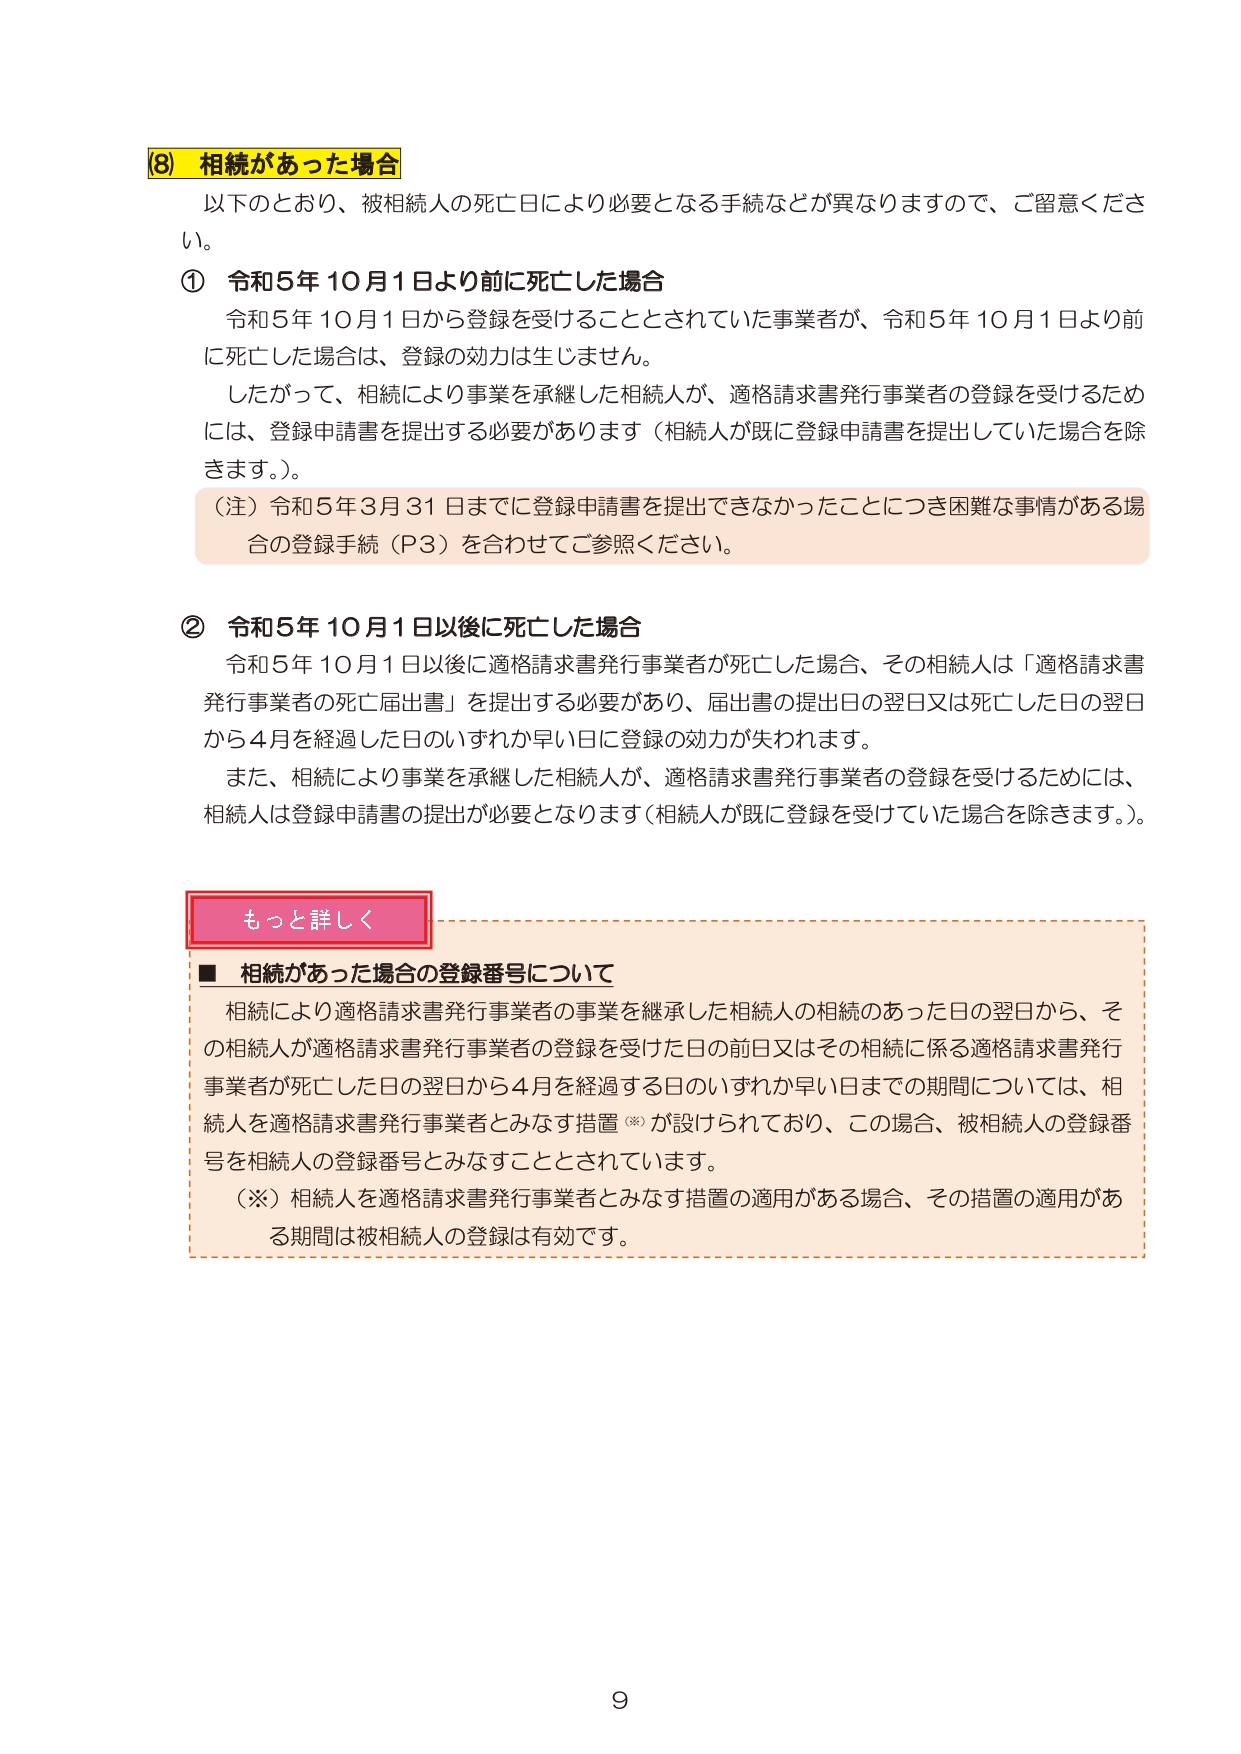 ⑻　相続があった場合
以下のとおり、被相続人の死亡日により必要となる手続などが異なりますので、ご留意くださ
い。
①　令和５年 10 月１日より前に死亡した場合
令和５年 10 月１日から登録を受けることとされていた事業者が、令和５年 10 月１日より前
に死亡した場合は、登録の効力は生じません。
したがって、相続により事業を承継した相続人が、適格請求書発行事業者の登録を受けるため
には、登録申請書を提出する必要があります（相続人が既に登録申請書を提出していた場合を除
きます。）。
（注）令和５年３月 31 日までに登録申請書を提出できなかったことにつき困難な事情がある場
合の登録手続（Ｐ３）を合わせてご参照ください。
②　令和５年 10 月１日以後に死亡した場合
令和５年 10 月１日以後に適格請求書発行事業者が死亡した場合、その相続人は「適格請求書
発行事業者の死亡届出書」を提出する必要があり、届出書の提出日の翌日又は死亡した日の翌日
から４月を経過した日のいずれか早い日に登録の効力が失われます。
また、相続により事業を承継した相続人が、適格請求書発行事業者の登録を受けるためには、
相続人は登録申請書の提出が必要となります（相続人が既に登録を受けていた場合を除きます。）。
もっと詳しく
■　相続があった場合の登録番号について
相続により適格請求書発行事業者の事業を継承した相続人の相続のあった日の翌日から、そ
の相続人が適格請求書発行事業者の登録を受けた日の前日又はその相続に係る適格請求書発行
事業者が死亡した日の翌日から４月を経過する日のいずれか早い日までの期間については、相
続人を適格請求書発行事業者とみなす措置（※）が設けられており、この場合、被相続人の登録番
号を相続人の登録番号とみなすこととされています。
（※）相続人を適格請求書発行事業者とみなす措置の適用がある場合、その措置の適用があ
る期間は被相続人の登録は有効です。
9